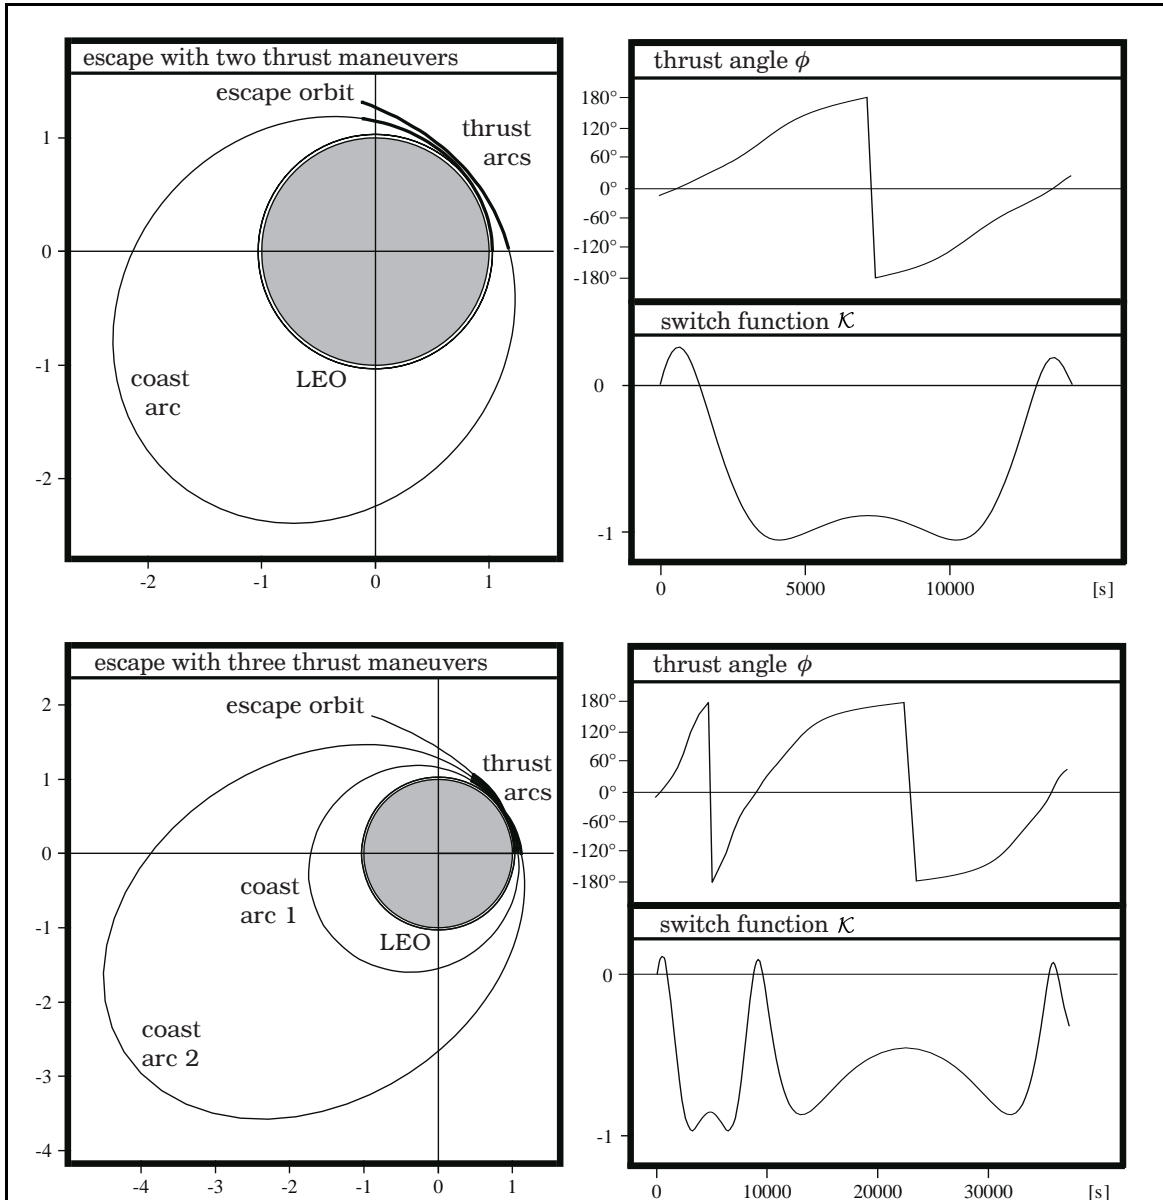 escape with two thrust maneuvers
escape orbit
thrust
arcs
1
0
-1
-2
coast
arc
LEO
-2
-1
0
1
thrust angle ϕ
180°
120°
60°
0°
-60°
-120°
-180°
switch function 𝒦
0
-1
0
5000
10000
[s]
escape with three thrust maneuvers
escape orbit
thrust
arcs
2
1
0
-1
-2
-3
-4
coast
arc 1
LEO
coast
arc 2
-4
-3
-2
-1
0
1
thrust angle ϕ
180°
120°
60°
0°
-60°
-120°
-180°
switch function 𝒦
0
-1
0
10000
20000
30000
[s]